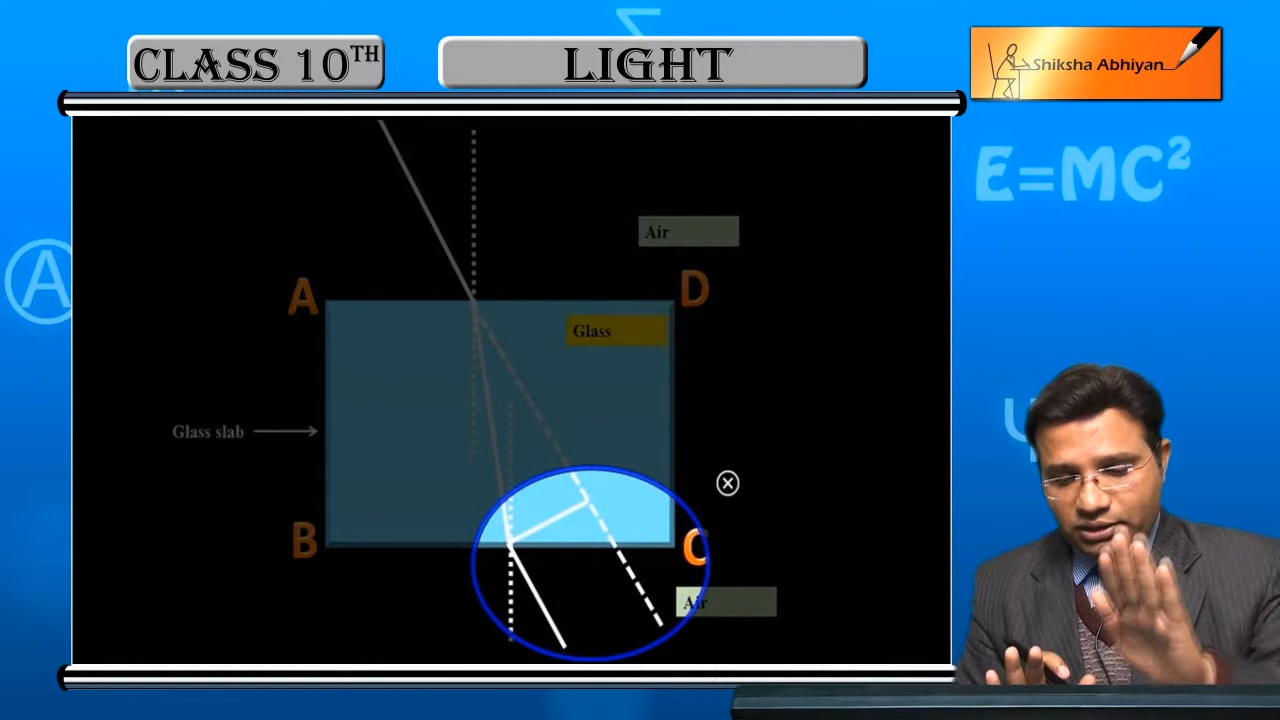 CLASS 10TH
LIGHT
Shiksha Abhiyan
E=MC²
A
Air
A
D
Glass
Glass slab
B
C
Air